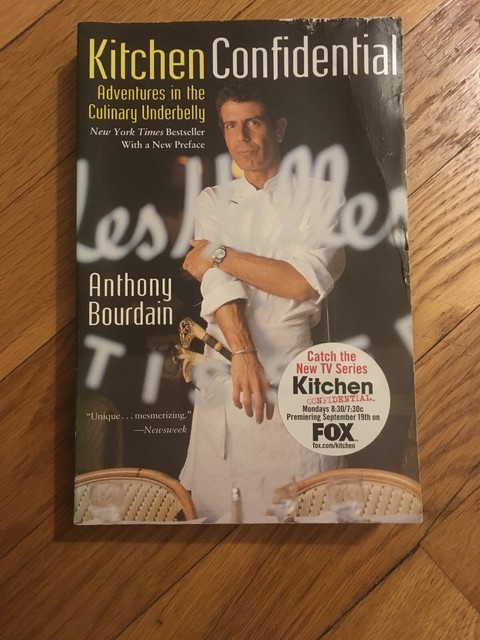 Kitchen Confidential
Adventures in the
Culinary Underbelly
New York Times Bestseller
With a New Preface
Les Halles
Anthony
Bourdain
"Unique . . . mesmerizing."
—Newsweek
Catch the
New TV Series
Kitchen
CONFIDENTIAL.
Mondays 8:30/7:30c
Premiering September 19th on
FOX
fox.com/kitchen